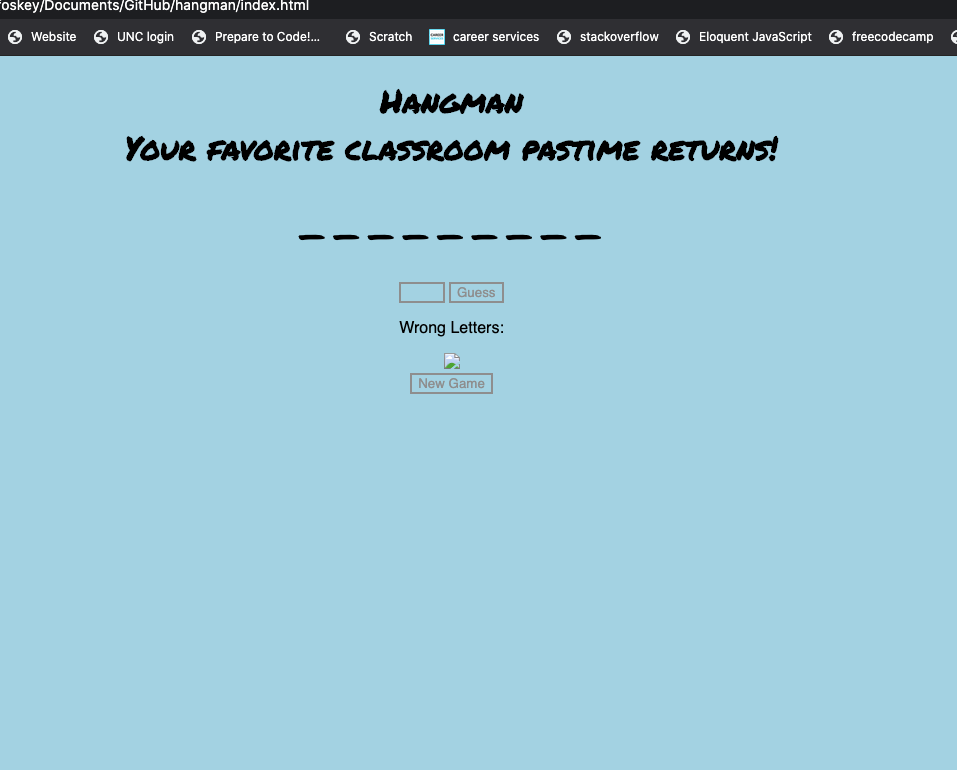 foskey/Documents/GitHub/hangman/index.html
Website UNC login Prepare to Code!... Scratch career services stackoverflow Eloquent JavaScript freecodecamp
Hangman
Your favorite classroom pastime returns!
_ _ _ _ _ _ _ _ _
Guess
Wrong Letters:
New Game